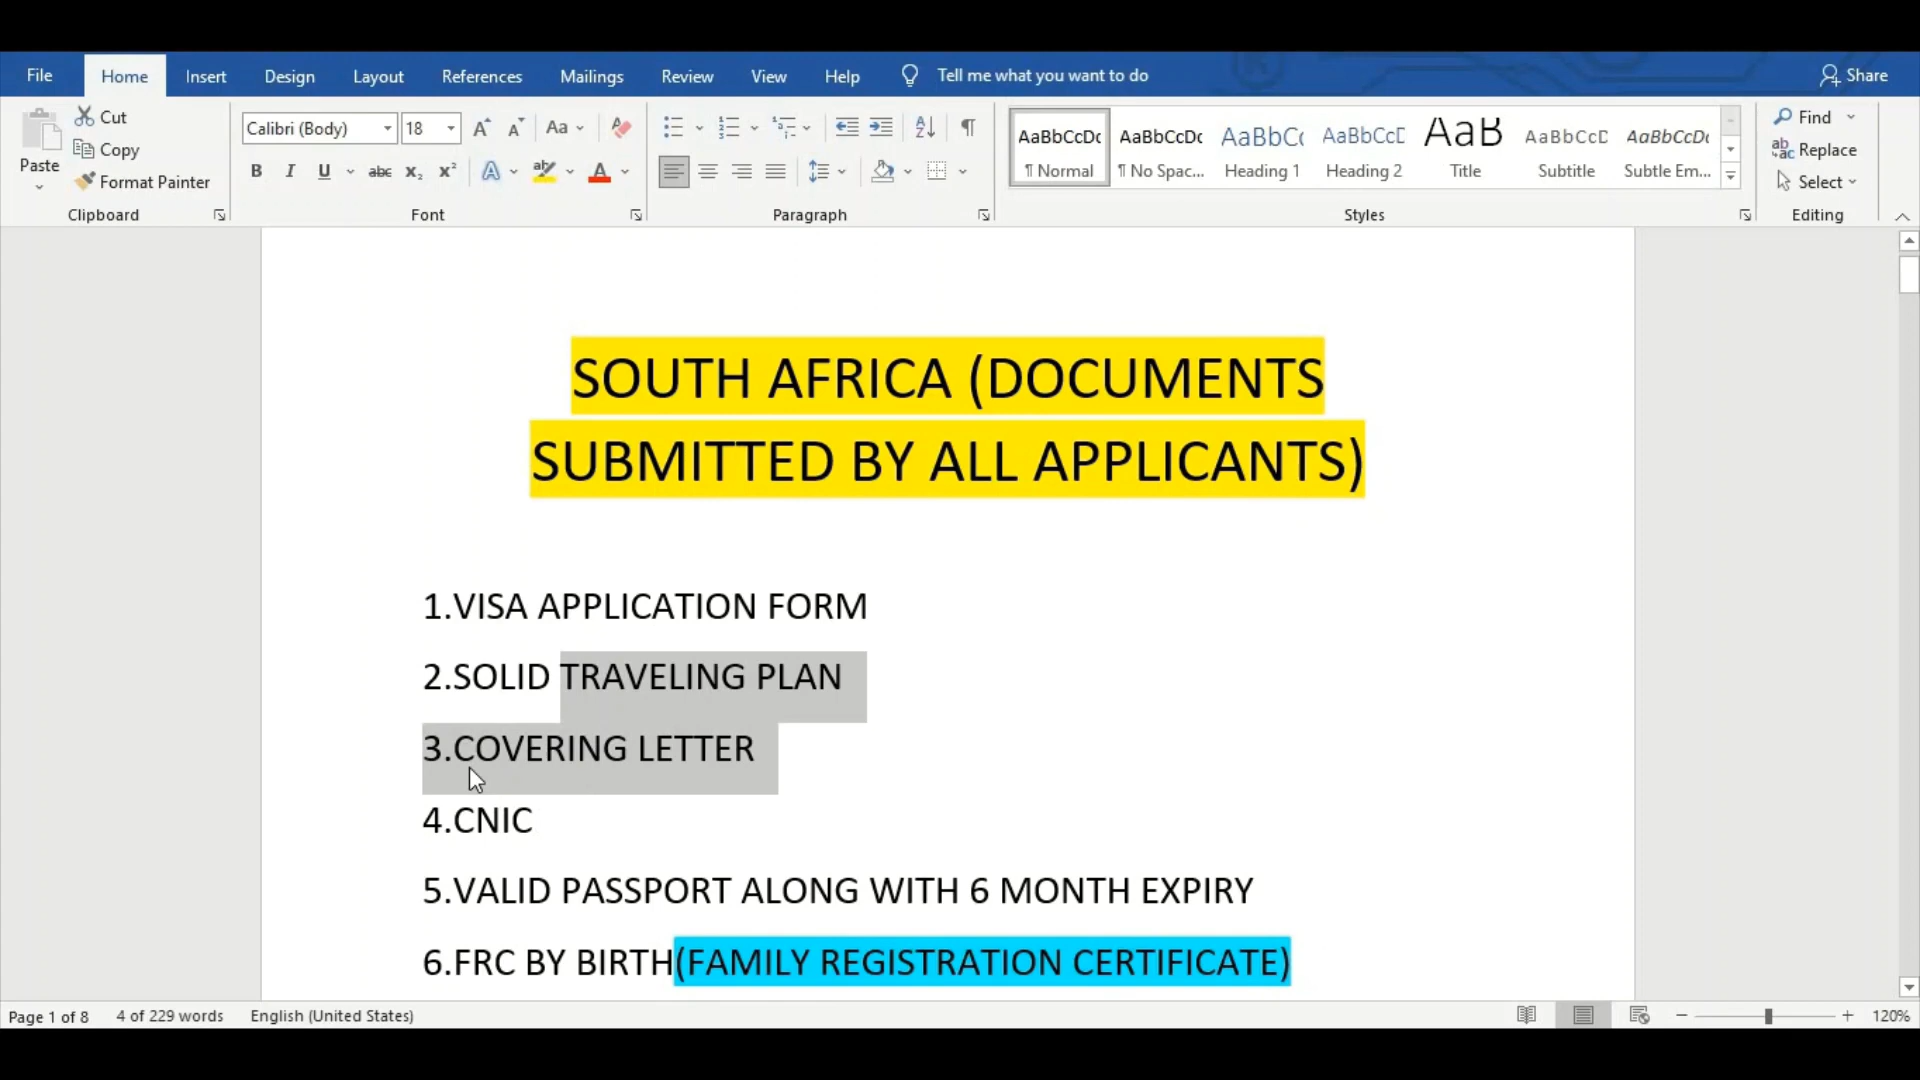 File Home Insert Design Layout References Mailings Review View Help Tell me what you want to do Share
Paste
Cut
Copy
Format Painter
Clipboard
Calibri (Body) 18
Font
Paragraph
AaBbCcDc AaBbCcDc AaBbC AaBbCcD AaB AaBbCcD AaBbCcDc
¶ Normal ¶ No Spac... Heading 1 Heading 2 Title Subtitle Subtle Em...
Styles
Find
Replace
Select
Editing
SOUTH AFRICA (DOCUMENTS
SUBMITTED BY ALL APPLICANTS)
1.VISA APPLICATION FORM
2.SOLID TRAVELING PLAN
3.COVERING LETTER
4.CNIC
5.VALID PASSPORT ALONG WITH 6 MONTH EXPIRY
6.FRC BY BIRTH(FAMILY REGISTRATION CERTIFICATE)
Page 1 of 8 4 of 229 words English (United States) 120%